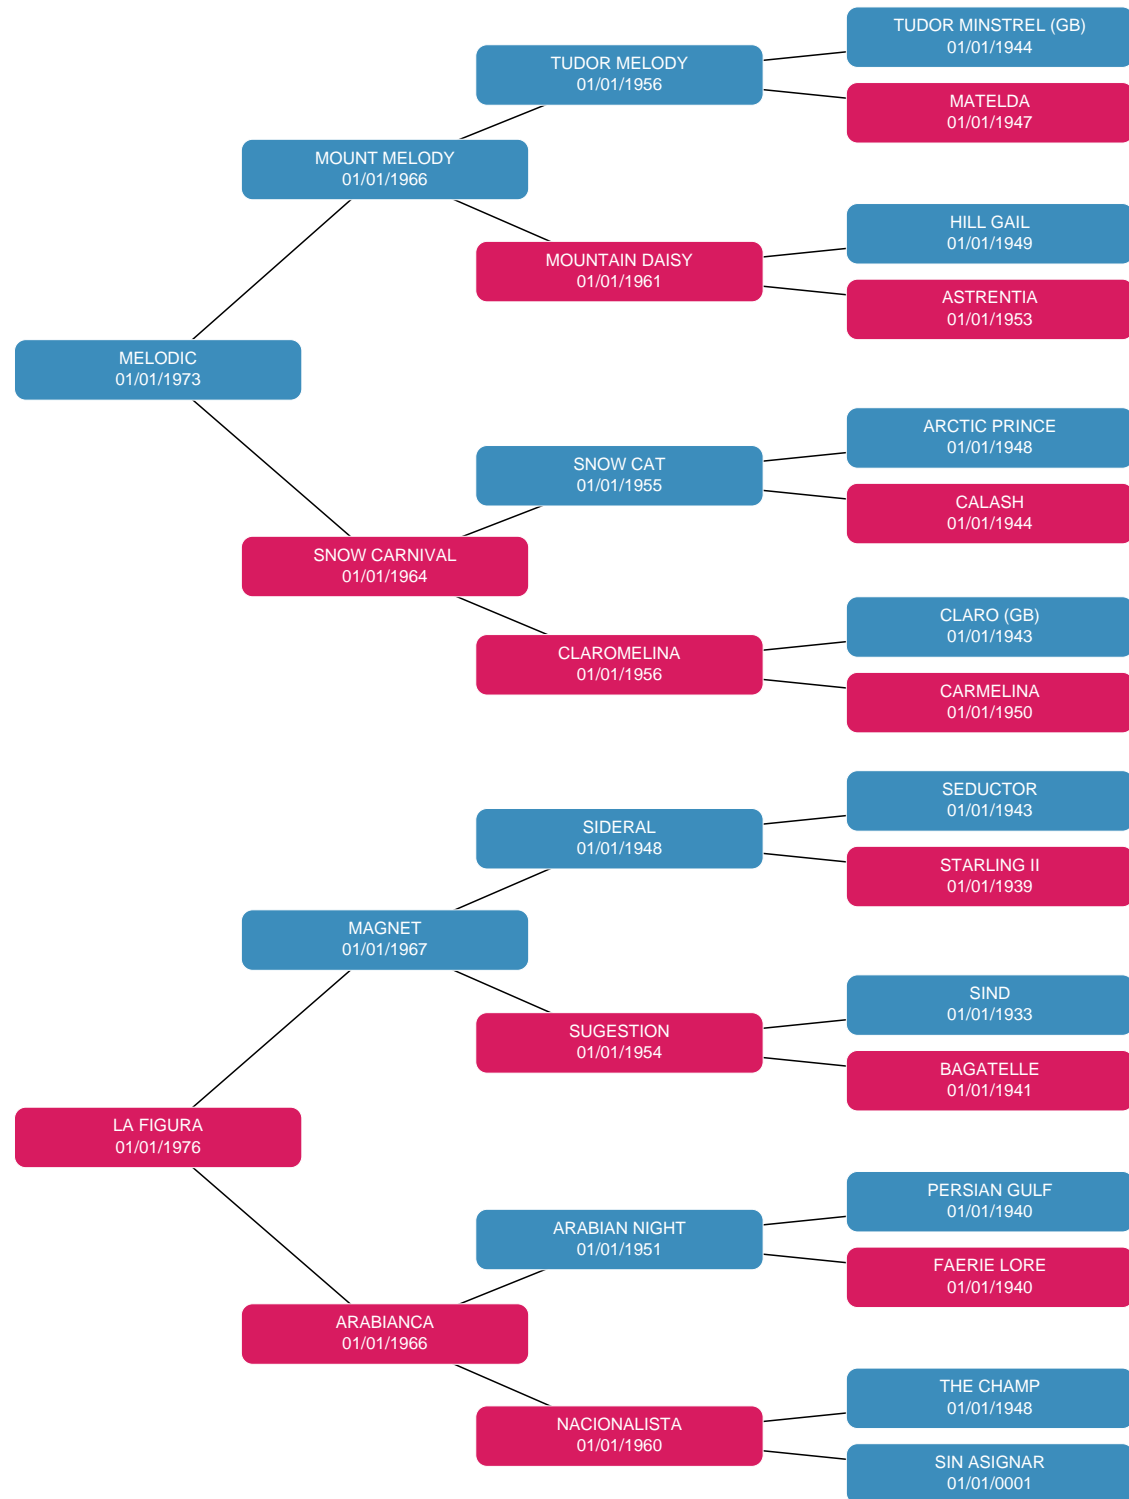 TUDOR MINSTREL (GB)
01/01/1944
TUDOR MELODY
01/01/1956
MATELDA
01/01/1947
MOUNT MELODY
01/01/1966
HILL GAIL
01/01/1949
MOUNTAIN DAISY
01/01/1961
ASTRENTIA
01/01/1953
MELODIC
01/01/1973
ARCTIC PRINCE
01/01/1948
SNOW CAT
01/01/1955
CALASH
01/01/1944
SNOW CARNIVAL
01/01/1964
CLARO (GB)
01/01/1943
CLAROMELINA
01/01/1956
CARMELINA
01/01/1950
SEDUCTOR
01/01/1943
SIDERAL
01/01/1948
STARLING II
01/01/1939
MAGNET
01/01/1967
SIND
01/01/1933
SUGESTION
01/01/1954
BAGATELLE
01/01/1941
LA FIGURA
01/01/1976
PERSIAN GULF
01/01/1940
ARABIAN NIGHT
01/01/1951
FAERIE LORE
01/01/1940
ARABIANCA
01/01/1966
THE CHAMP
01/01/1948
NACIONALISTA
01/01/1960
SIN ASIGNAR
01/01/0001